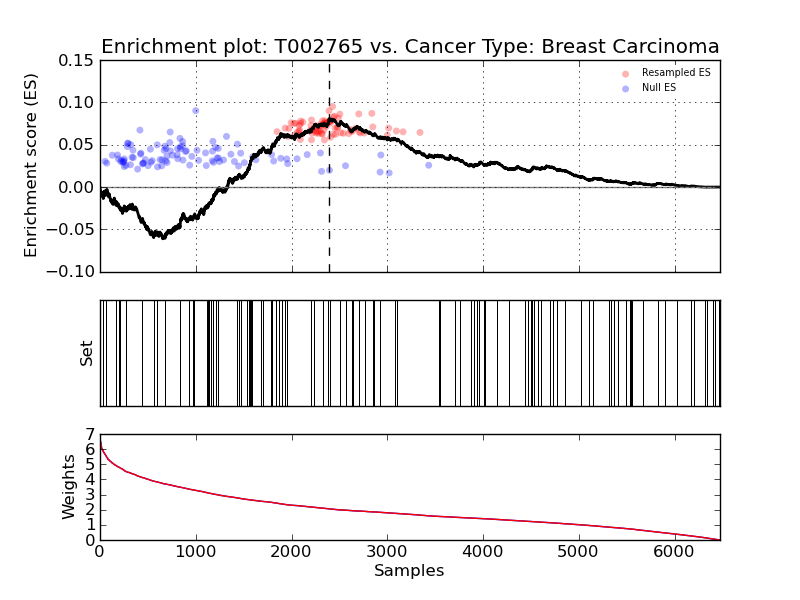 Enrichment plot: T002765 vs. Cancer Type: Breast Carcinoma
Enrichment score (ES)
0.15
0.10
0.05
0.00
−0.05
−0.10
Resampled ES
Null ES
Set
Weights
7
6
5
4
3
2
1
0
0 1000 2000 3000 4000 5000 6000
Samples